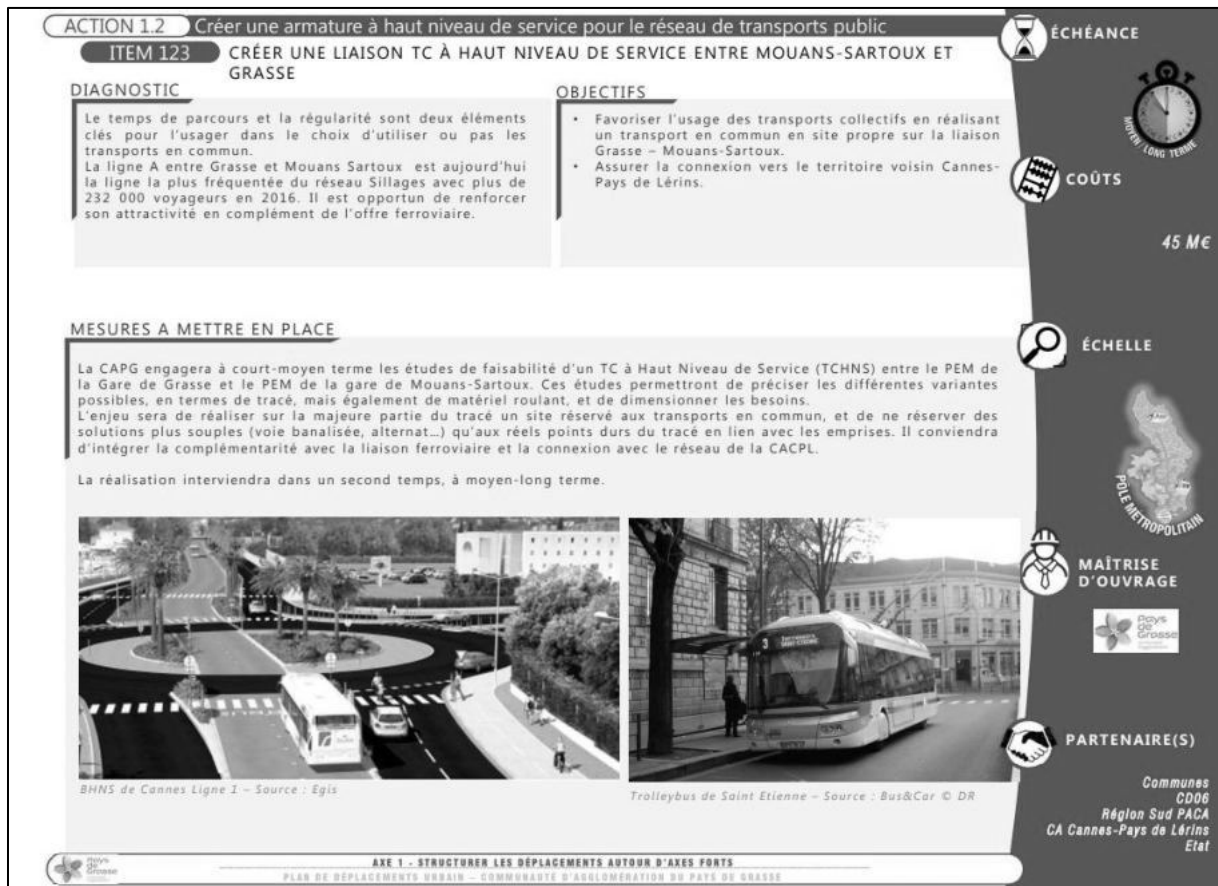 ACTION 1.2 Créer une armature à haut niveau de service pour le réseau de transports public
ITEM 123 CRÉER UNE LIAISON TC À HAUT NIVEAU DE SERVICE ENTRE MOUANS-SARTOUX ET
GRASSE
DIAGNOSTIC
Le temps de parcours et la régularité sont deux éléments
clés pour l'usager dans le choix d'utiliser ou pas les
transports en commun.
La ligne A entre Grasse et Mouans Sartoux est aujourd'hui
la ligne la plus fréquentée du réseau Sillages avec plus de
232 000 voyageurs en 2016. Il est opportun de renforcer
son attractivité en complément de l'offre ferroviaire.
OBJECTIFS
• Favoriser l'usage des transports collectifs en réalisant
un transport en commun en site propre sur la liaison
Grasse – Mouans-Sartoux.
• Assurer la connexion vers le territoire voisin Cannes-
Pays de Lérins.
MESURES A METTRE EN PLACE
La CAPG engagera à court-moyen terme les études de faisabilité d'un TC à Haut Niveau de Service (TCHNS) entre le PEM de
la Gare de Grasse et le PEM de la gare de Mouans-Sartoux. Ces études permettront de préciser les différentes variantes
possibles, en termes de tracé, mais également de matériel roulant, et de dimensionner les besoins.
L'enjeu sera de réaliser sur la majeure partie du tracé un site réservé aux transports en commun, et de ne réserver des
solutions plus souples (voie banalisée, alternat…) qu'aux réels points durs du tracé en lien avec les emprises. Il conviendra
d'intégrer la complémentarité avec la liaison ferroviaire et la connexion avec le réseau de la CACPL.
La réalisation interviendra dans un second temps, à moyen-long terme.
3
BHNS de Cannes Ligne 1 – Source : Egis
Trolleybus de Saint Etienne – Source : Bus&Car © DR
ÉCHÉANCE
MOYEN/ LONG TERME
COÛTS
45 M€
ÉCHELLE
PÔLE METROPOLITAIN
MAÎTRISE
D'OUVRAGE
Pays
de
Grasse
PARTENAIRE(S)
Communes
CD06
Région Sud PACA
CA Cannes-Pays de Lérins
Etat
Pays
de
Grasse
AXE 1 - STRUCTURER LES DÉPLACEMENTS AUTOUR D'AXES FORTS
PLAN DE DÉPLACEMENTS URBAIN – COMMUNAUTÉ D'AGGLOMÉRATION DU PAYS DE GRASSE